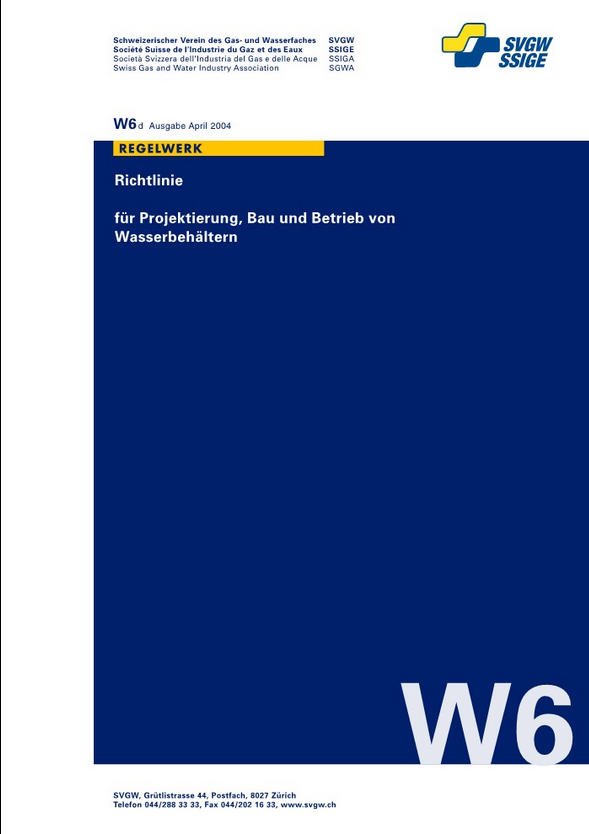 Schweizerischer Verein des Gas- und Wasserfaches SVGW
Société Suisse de l'Industrie du Gaz et des Eaux SSIGE
Società Svizzera dell'Industria del Gas e delle Acque SSIGA
Swiss Gas and Water Industry Association SGWA
SVGW
SSIGE
W6 d Ausgabe April 2004
REGELWERK
Richtlinie
für Projektierung, Bau und Betrieb von
Wasserbehältern
W6
SVGW, Grütlistrasse 44, Postfach, 8027 Zürich
Telefon 044/288 33 33, Fax 044/202 16 33, www.svgw.ch